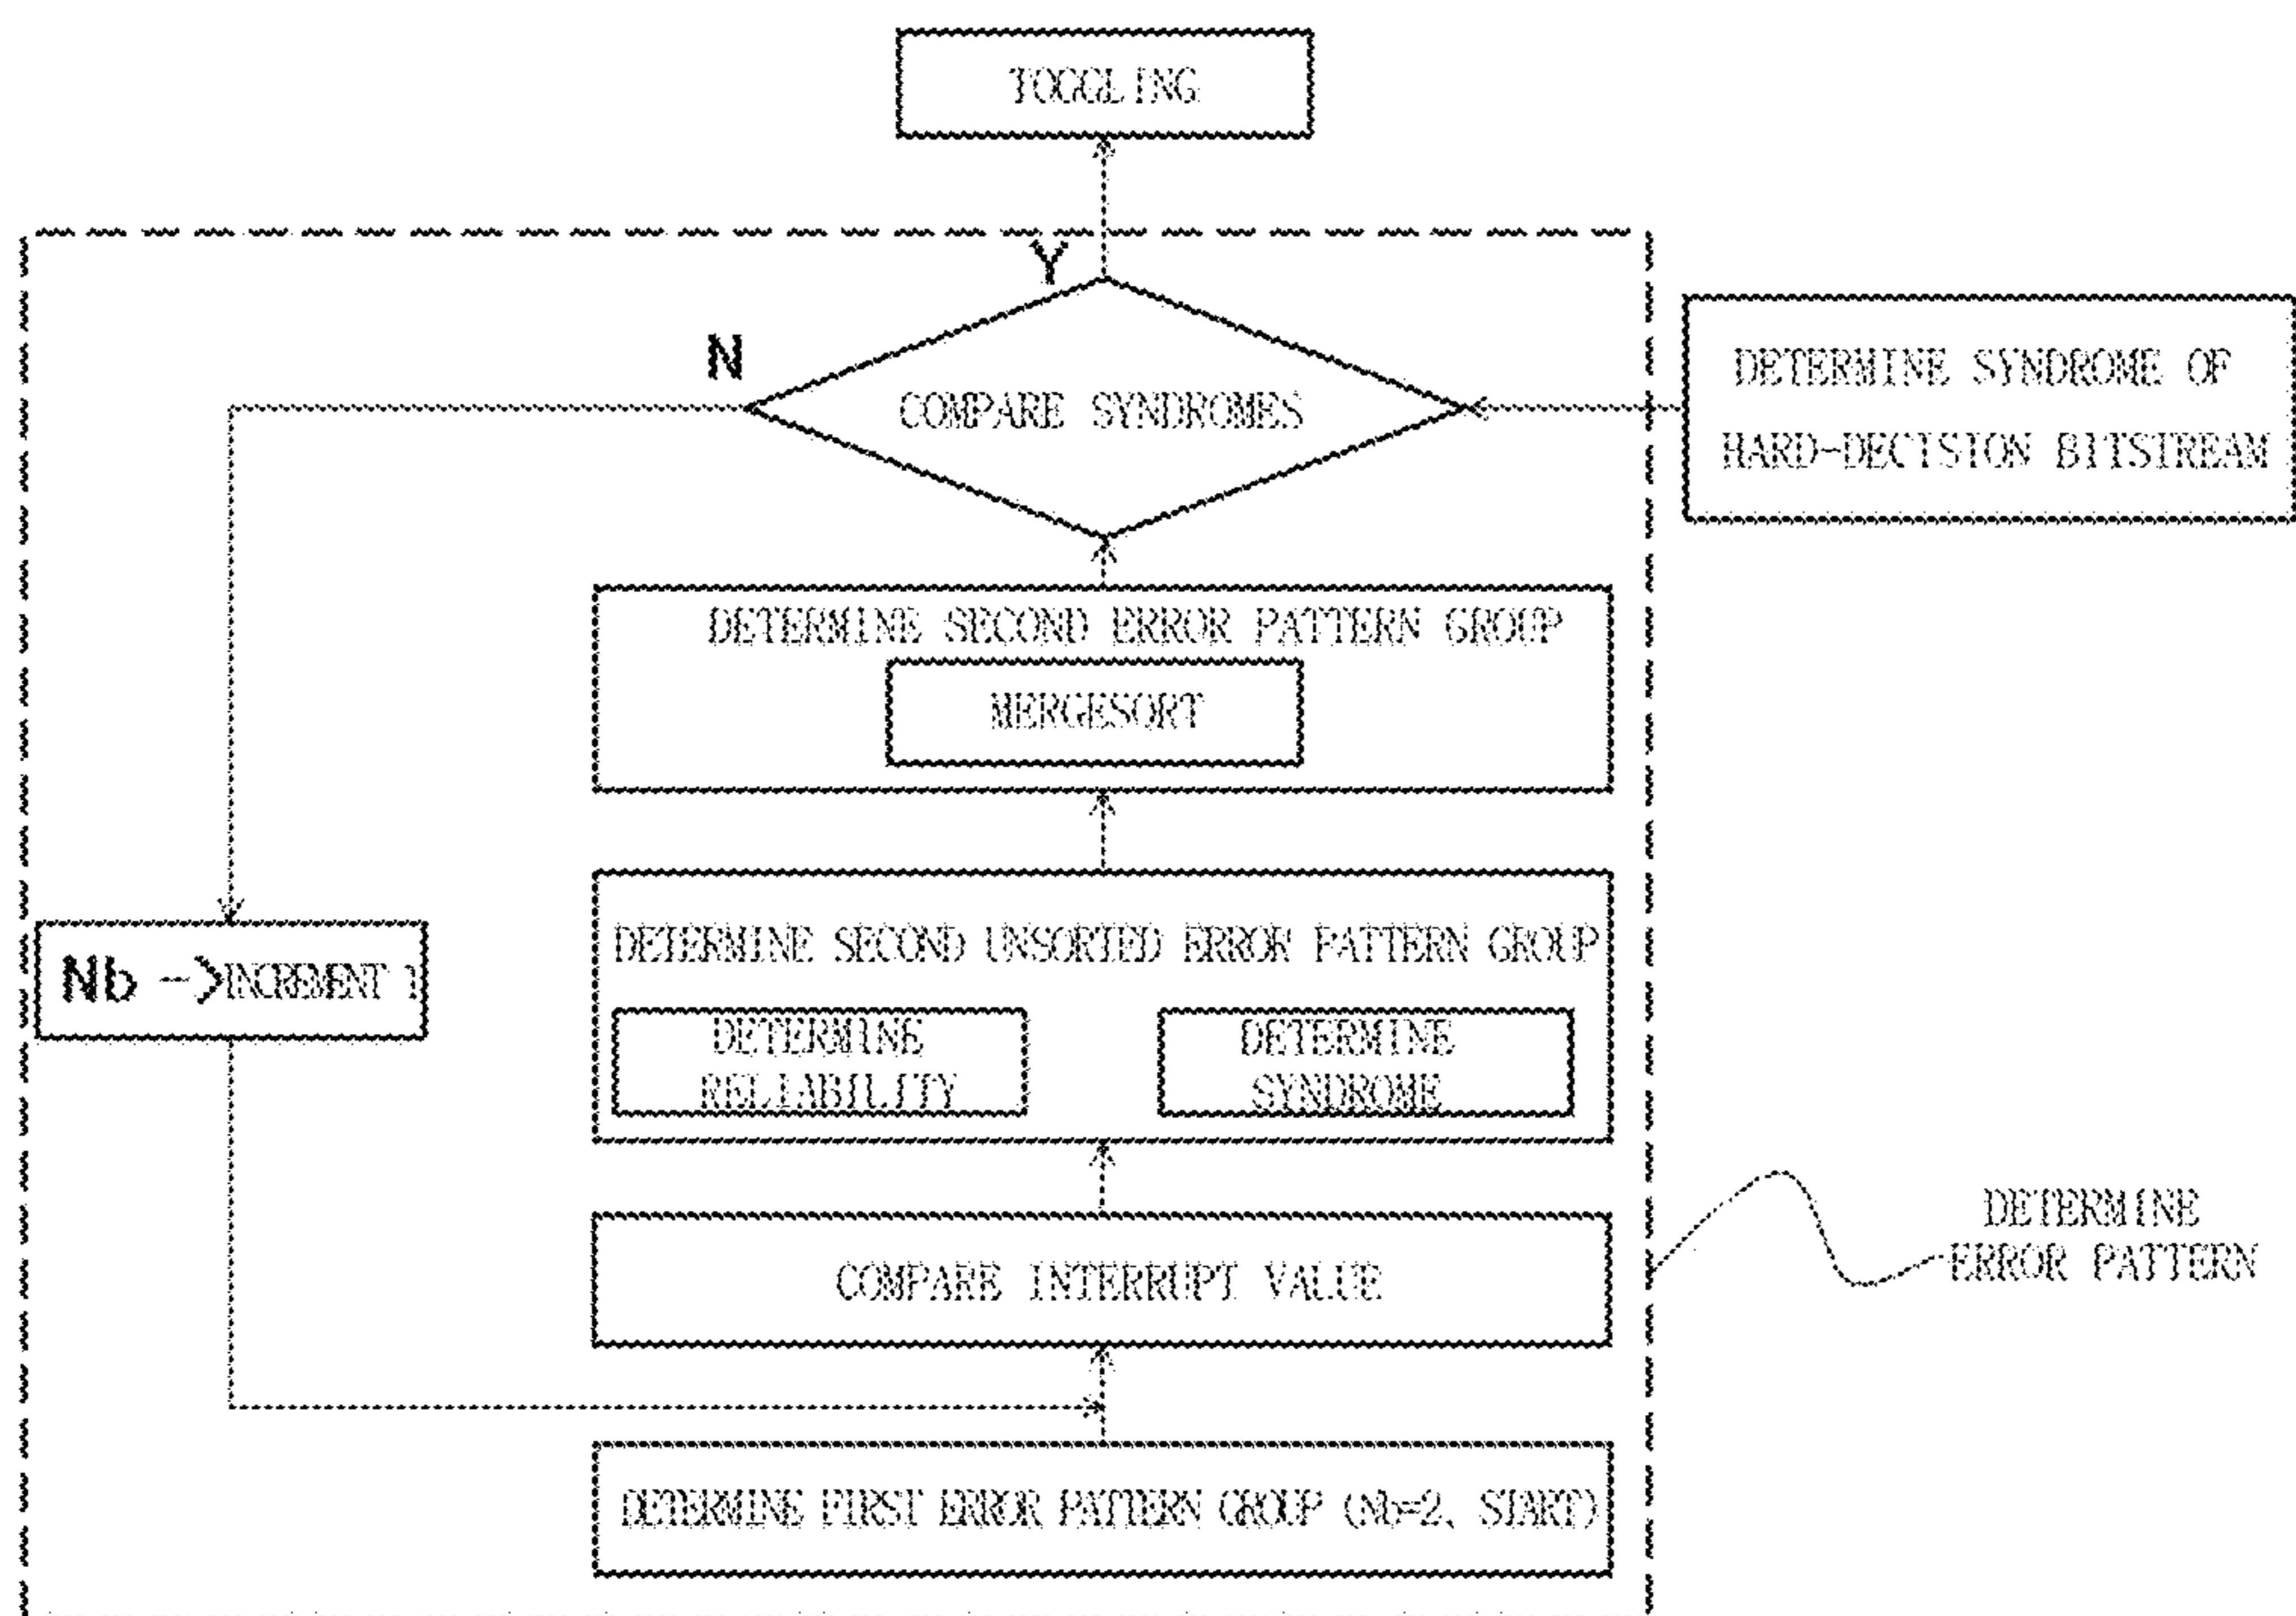 TOGGLING
Y
N
COMPARE SYNDROMES
DETERMINE SYNDROME OF
HARD-DECISION BITSTREAM
DETERMINE SECOND ERROR PATTERN GROUP
MERGESORT
DETERMINE SECOND UNSORTED ERROR PATTERN GROUP
Nb ->INCREMENT 1
DETERMINE
RELIABILITY
DETERMINE
SYNDROME
COMPARE INTERRUPT VALUE
DETERMINE
ERROR PATTERN
DETERMINE FIRST ERROR PATTERN GROUP (Nb=2, START)